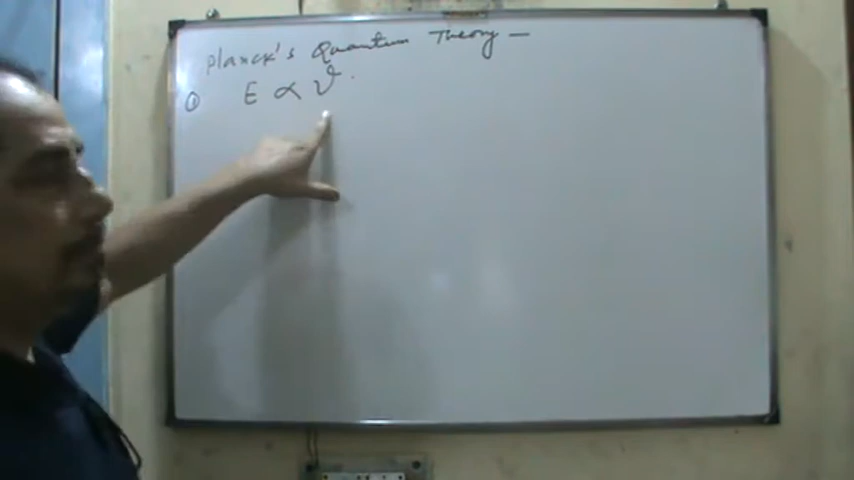 Planck's Quantum Theory –
① E ∝ ν.